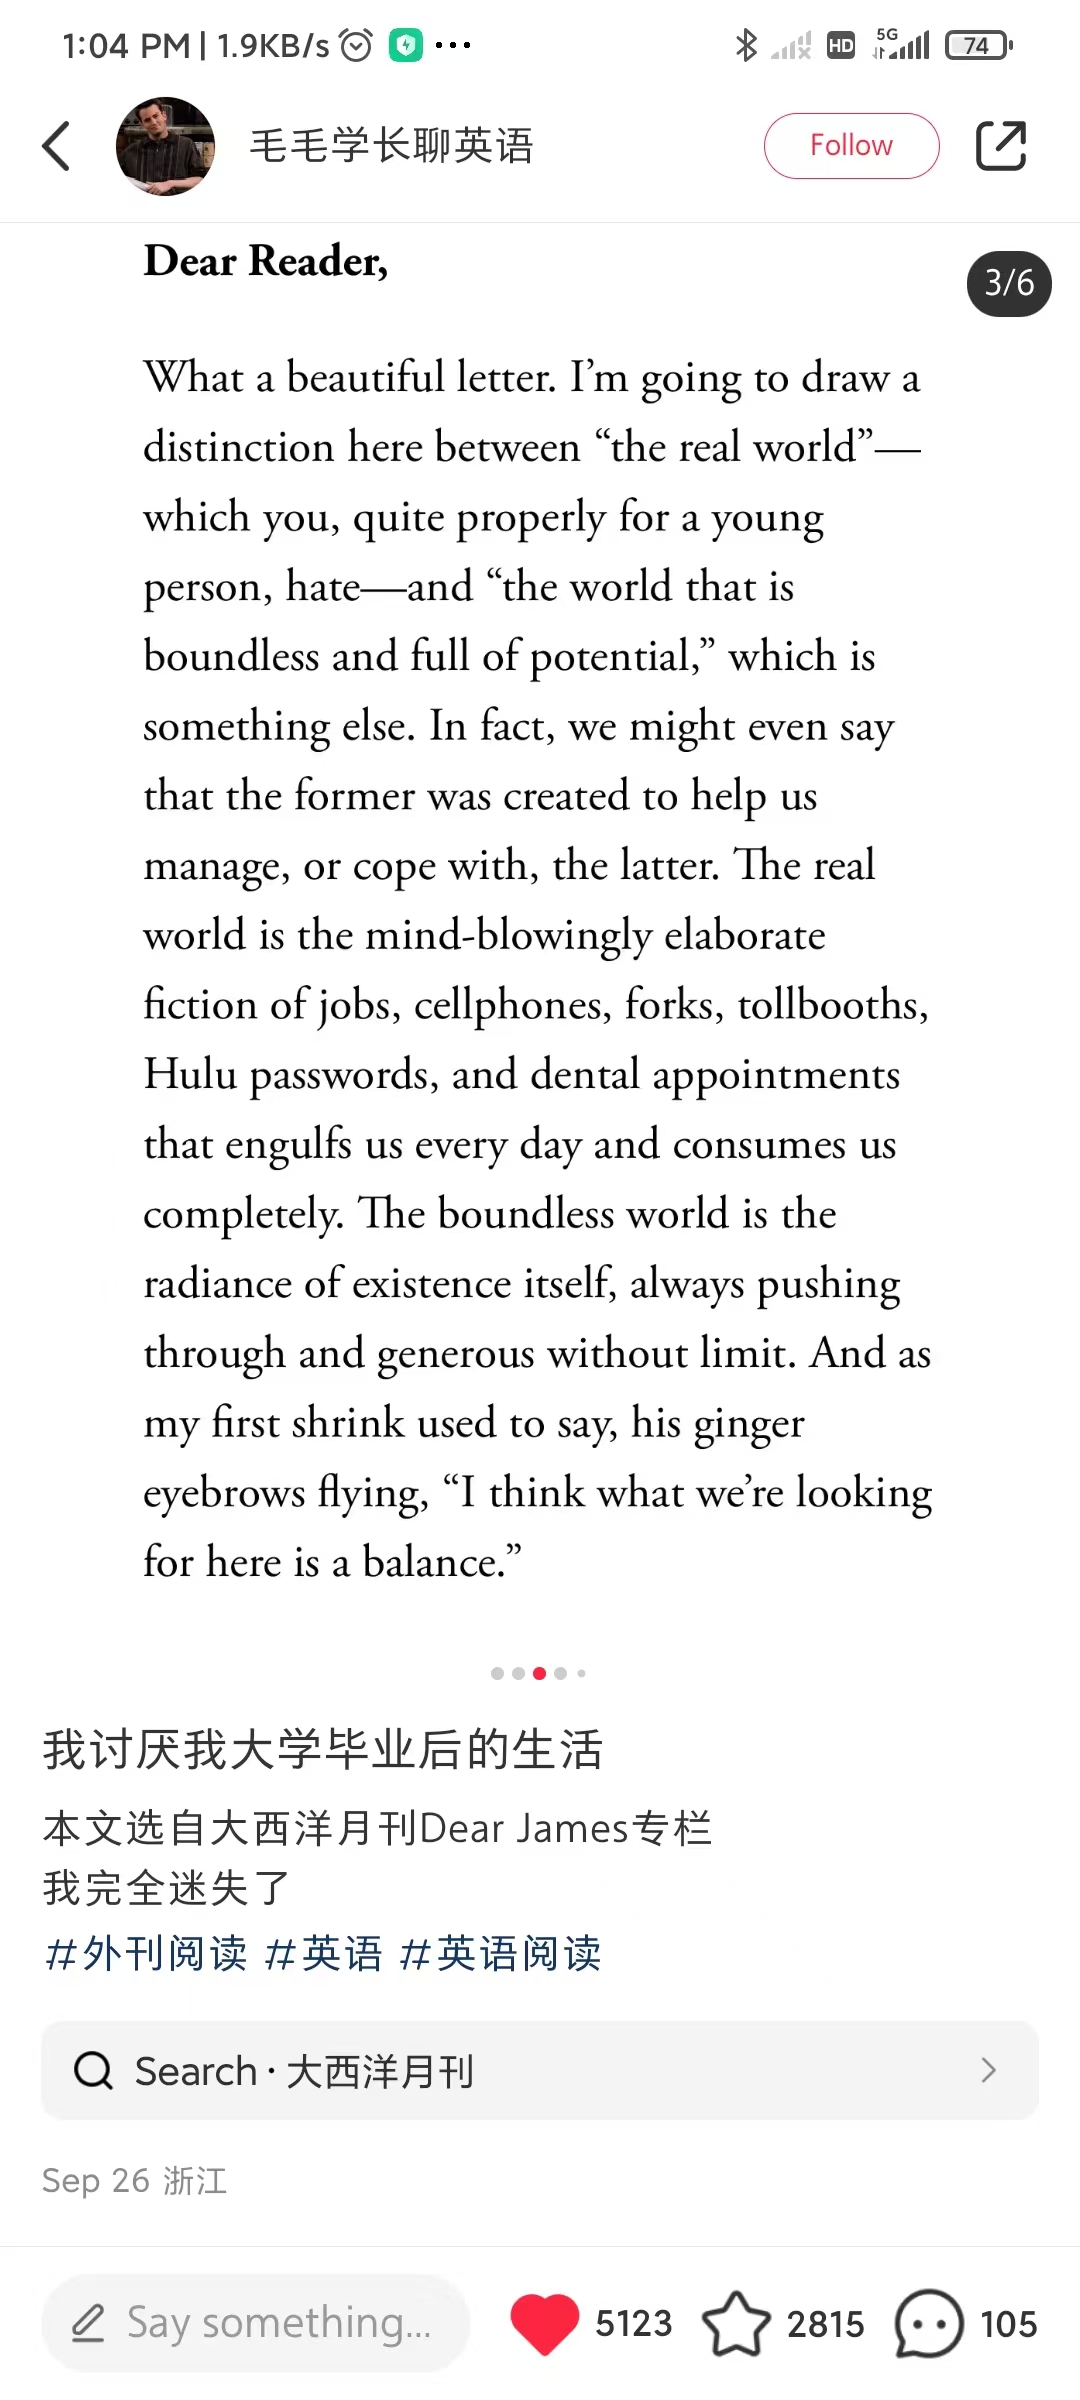 1:04 PM | 1.9KB/s
HD 5G 74
毛毛学长聊英语
Follow
3/6
Dear Reader,
What a beautiful letter. I’m going to draw a
distinction here between “the real world”—
which you, quite properly for a young
person, hate—and “the world that is
boundless and full of potential,” which is
something else. In fact, we might even say
that the former was created to help us
manage, or cope with, the latter. The real
world is the mind-blowingly elaborate
fiction of jobs, cellphones, forks, tollbooths,
Hulu passwords, and dental appointments
that engulfs us every day and consumes us
completely. The boundless world is the
radiance of existence itself, always pushing
through and generous without limit. And as
my first shrink used to say, his ginger
eyebrows flying, “I think what we’re looking
for here is a balance.”
我讨厌我大学毕业后的生活
本文选自大西洋月刊Dear James专栏
我完全迷失了
#外刊阅读 #英语 #英语阅读
Search · 大西洋月刊
Sep 26 浙江
Say something...
5123
2815
105